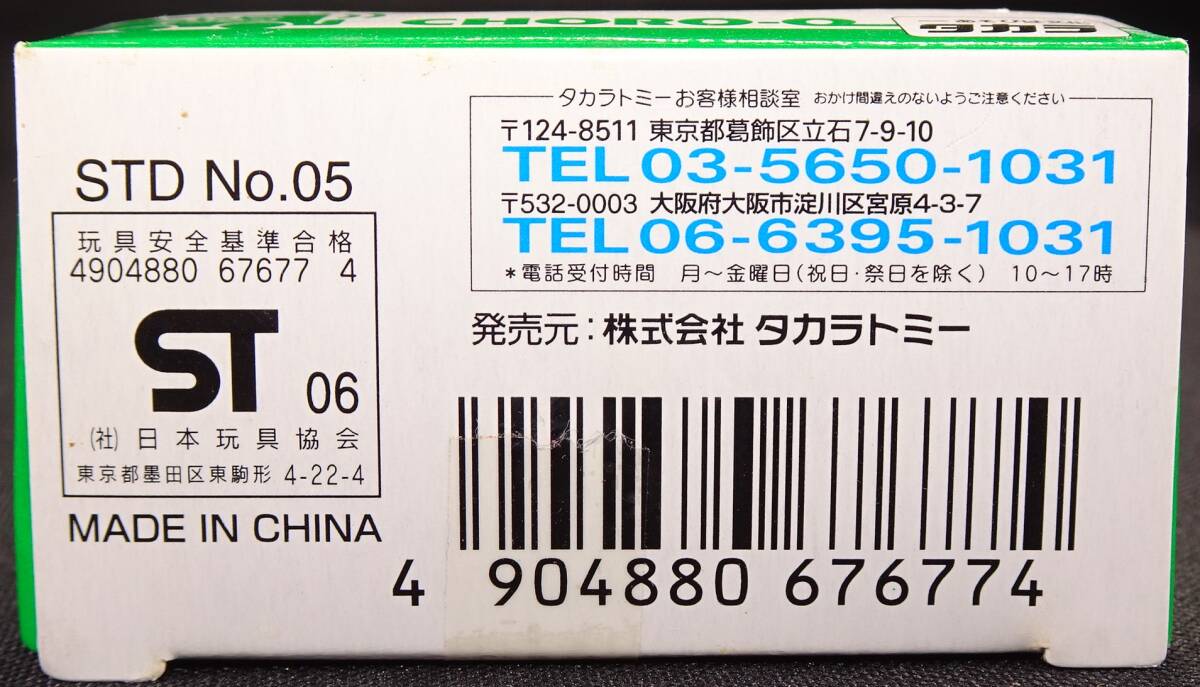 CHORO-Q
タカラ
STD No.05
玩具安全基準合格
4904880 67677 4
ST 06
(社) 日本玩具協会
東京都墨田区東駒形 4-22-4
MADE IN CHINA
タカラトミーお客様相談室 おかけ間違えのないようご注意ください
〒124-8511 東京都葛飾区立石7-9-10
TEL 03-5650-1031
〒532-0003 大阪府大阪市淀川区宮原4-3-7
TEL 06-6395-1031
*電話受付時間 月～金曜日(祝日・祭日を除く) 10～17時
発売元:株式会社 タカラトミー
4 904880 676774